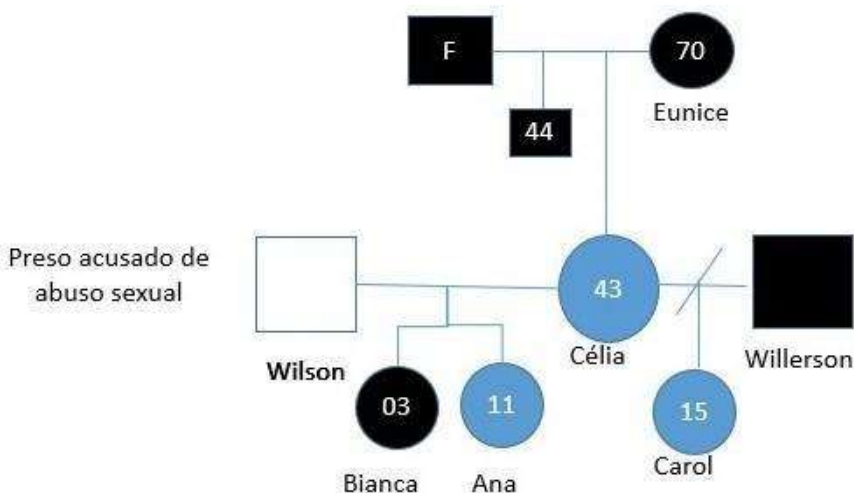 F
70
Eunice
44
Preso acusado de
abuso sexual
43
Célia
Wilson
Willerson
03
11
15
Bianca
Ana
Carol